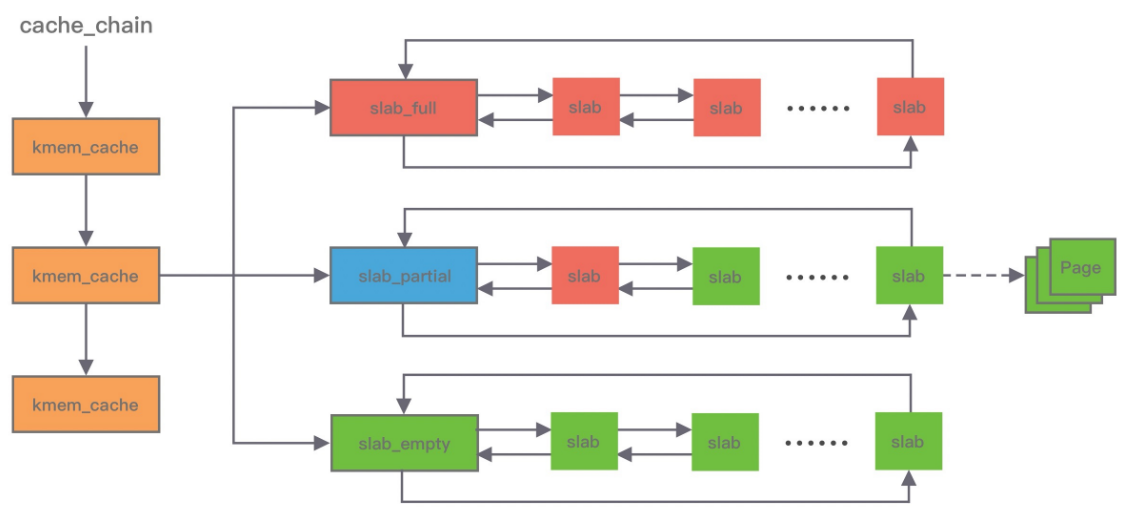 cache_chain
kmem_cache
kmem_cache
kmem_cache
slab_full
slab
slab
......
slab
slab_partial
slab
slab
......
slab
Page
slab_empty
slab
slab
......
slab